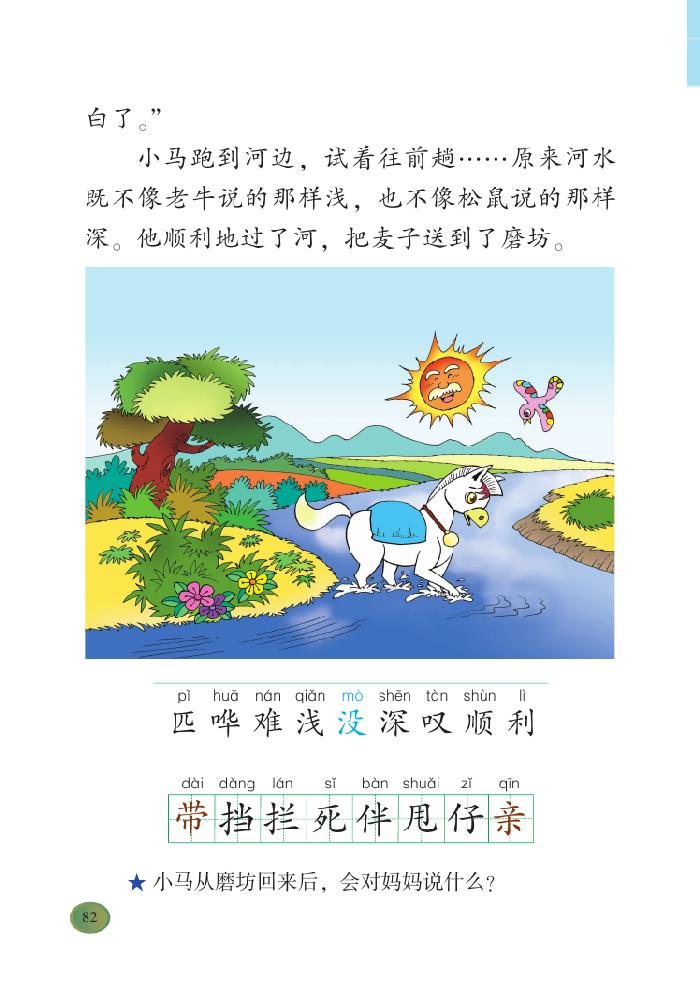 白了。”
小马跑到河边，试着往前趟……原来河水
既不像老牛说的那样浅，也不像松鼠说的那样
深。他顺利地过了河，把麦子送到了磨坊。
pǐ huā nán qiǎn mò shēn tàn shùn lì
匹 哗 难 浅 没 深 叹 顺 利
dài dǎng lán sǐ bàn shuǎi zǐ qīn
带 挡 拦 死 伴 甩 仔 亲
★ 小马从磨坊回来后，会对妈妈说什么？
82